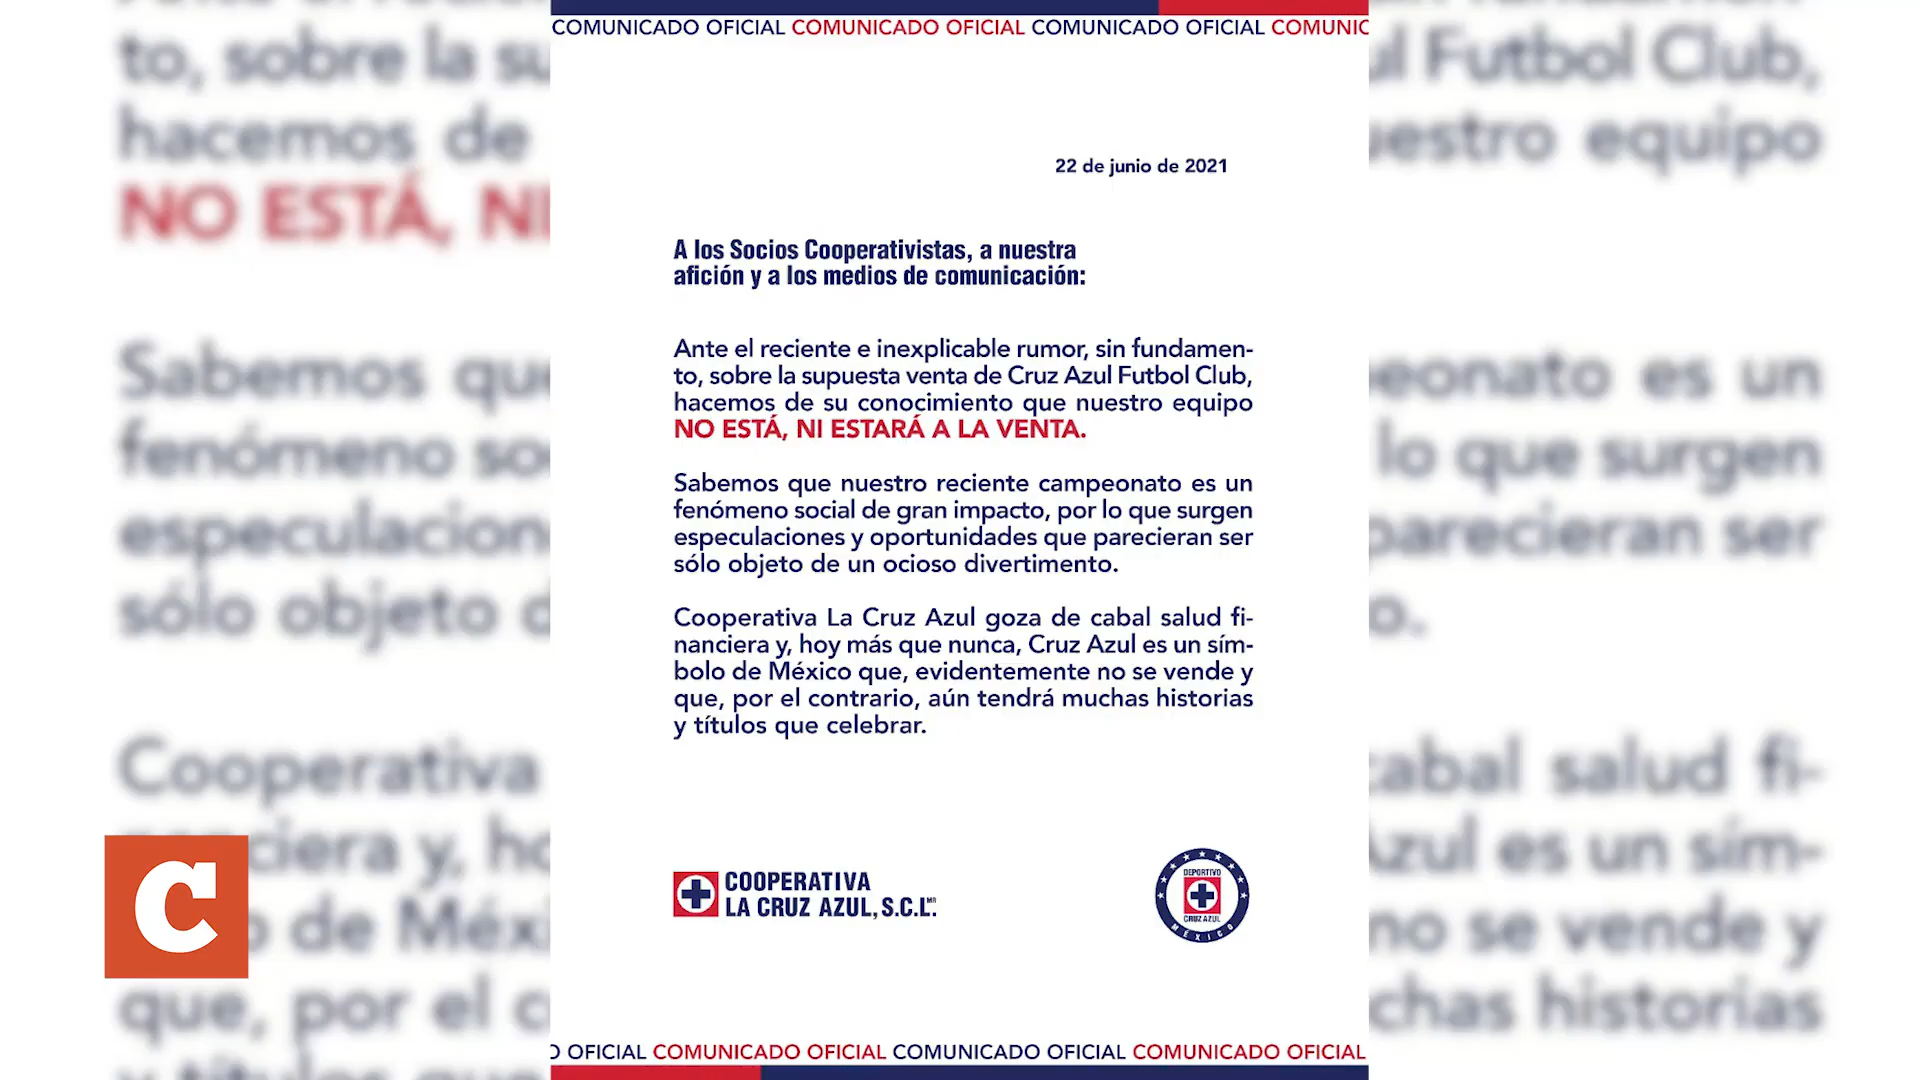 COMUNICADO OFICIAL COMUNICADO OFICIAL COMUNICADO OFICIAL COMUNIC
22 de junio de 2021
A los Socios Cooperativistas, a nuestra
afición y a los medios de comunicación:
Ante el reciente e inexplicable rumor, sin fundamen-
to, sobre la supuesta venta de Cruz Azul Futbol Club,
hacemos de su conocimiento que nuestro equipo
NO ESTÁ, NI ESTARÁ A LA VENTA.
Sabemos que nuestro reciente campeonato es un
fenómeno social de gran impacto, por lo que surgen
especulaciones y oportunidades que parecieran ser
sólo objeto de un ocioso divertimento.
Cooperativa La Cruz Azul goza de cabal salud fi-
nanciera y, hoy más que nunca, Cruz Azul es un sím-
bolo de México que, evidentemente no se vende y
que, por el contrario, aún tendrá muchas historias
y títulos que celebrar.
COOPERATIVA
LA CRUZ AZUL, S.C.L. MR
DEPORTIVO
CRUZ AZUL
MEXICO
C
O OFICIAL COMUNICADO OFICIAL COMUNICADO OFICIAL COMUNICADO OFICIAL